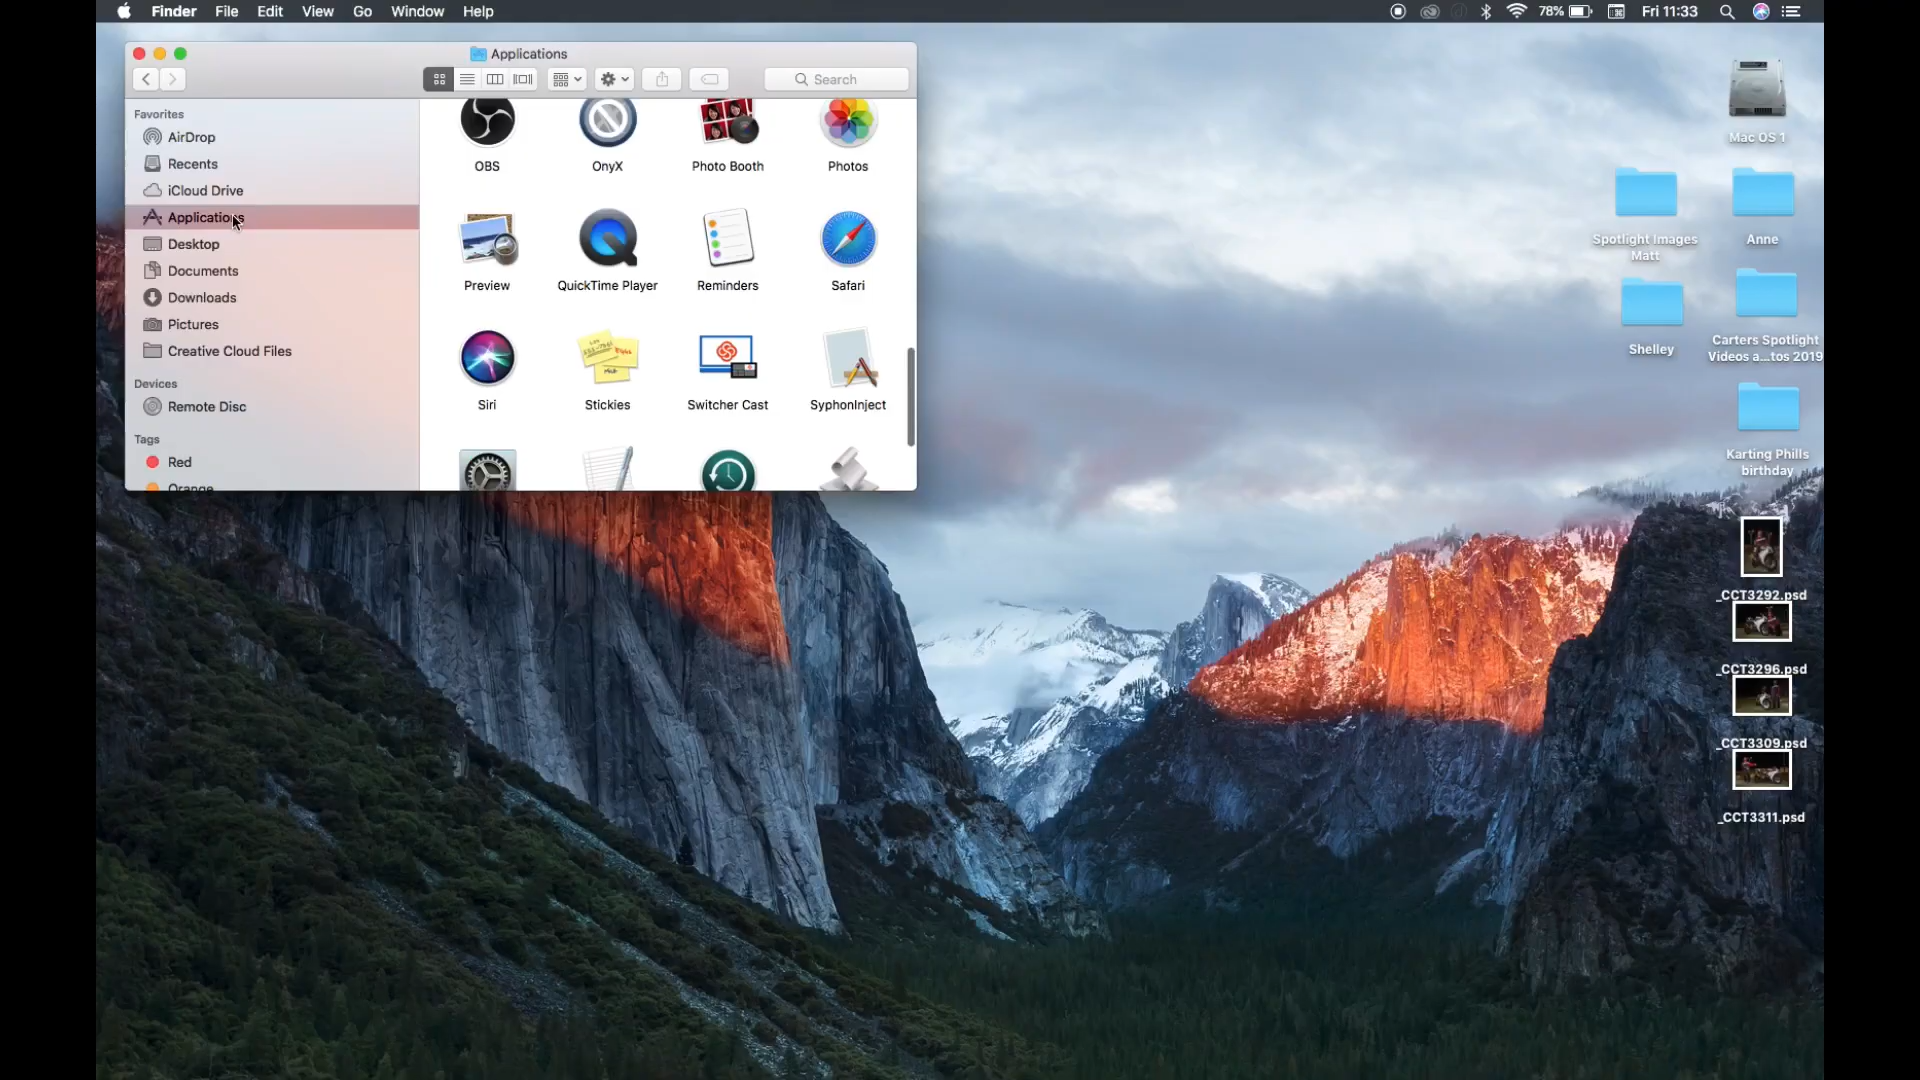 Finder File Edit View Go Window Help
78% Fri 11:33
Applications
Search
Favorites
AirDrop
Recents
iCloud Drive
Applications
Desktop
Documents
Downloads
Pictures
Creative Cloud Files
Devices
Remote Disc
Tags
Red
Orange
OBS
OnyX
Photo Booth
Photos
Preview
QuickTime Player
Reminders
Safari
Siri
Stickies
Switcher Cast
SyphonInject
Mac OS 1
Spotlight Images
Matt
Anne
Shelley
Carters Spotlight
Videos a...tos 2019
Karting Phills
birthday
_CCT3292.psd
_CCT3296.psd
_CCT3309.psd
_CCT3311.psd